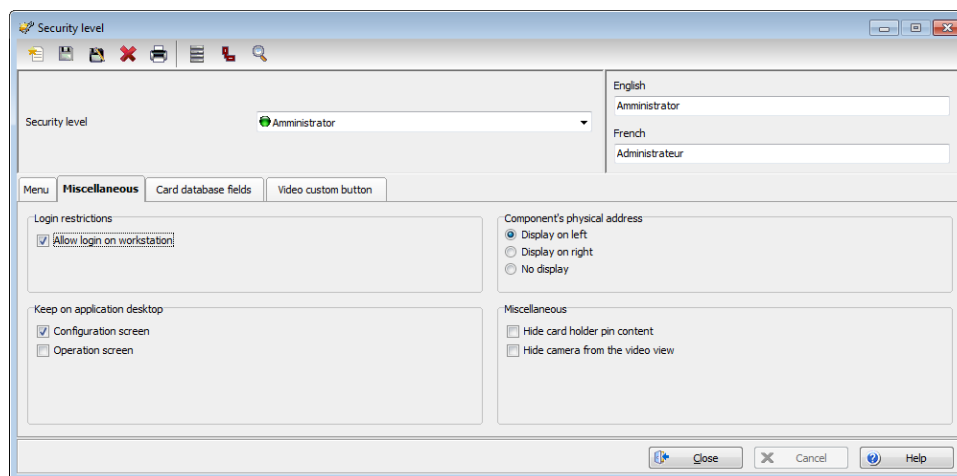 Security level
English
Amministrator
Security level
Amministrator
French
Administrateur
Menu
Miscellaneous
Card database fields
Video custom button
Login restrictions
Allow login on workstation
Component's physical address
Display on left
Display on right
No display
Keep on application desktop
Configuration screen
Operation screen
Miscellaneous
Hide card holder pin content
Hide camera from the video view
Close
Cancel
Help